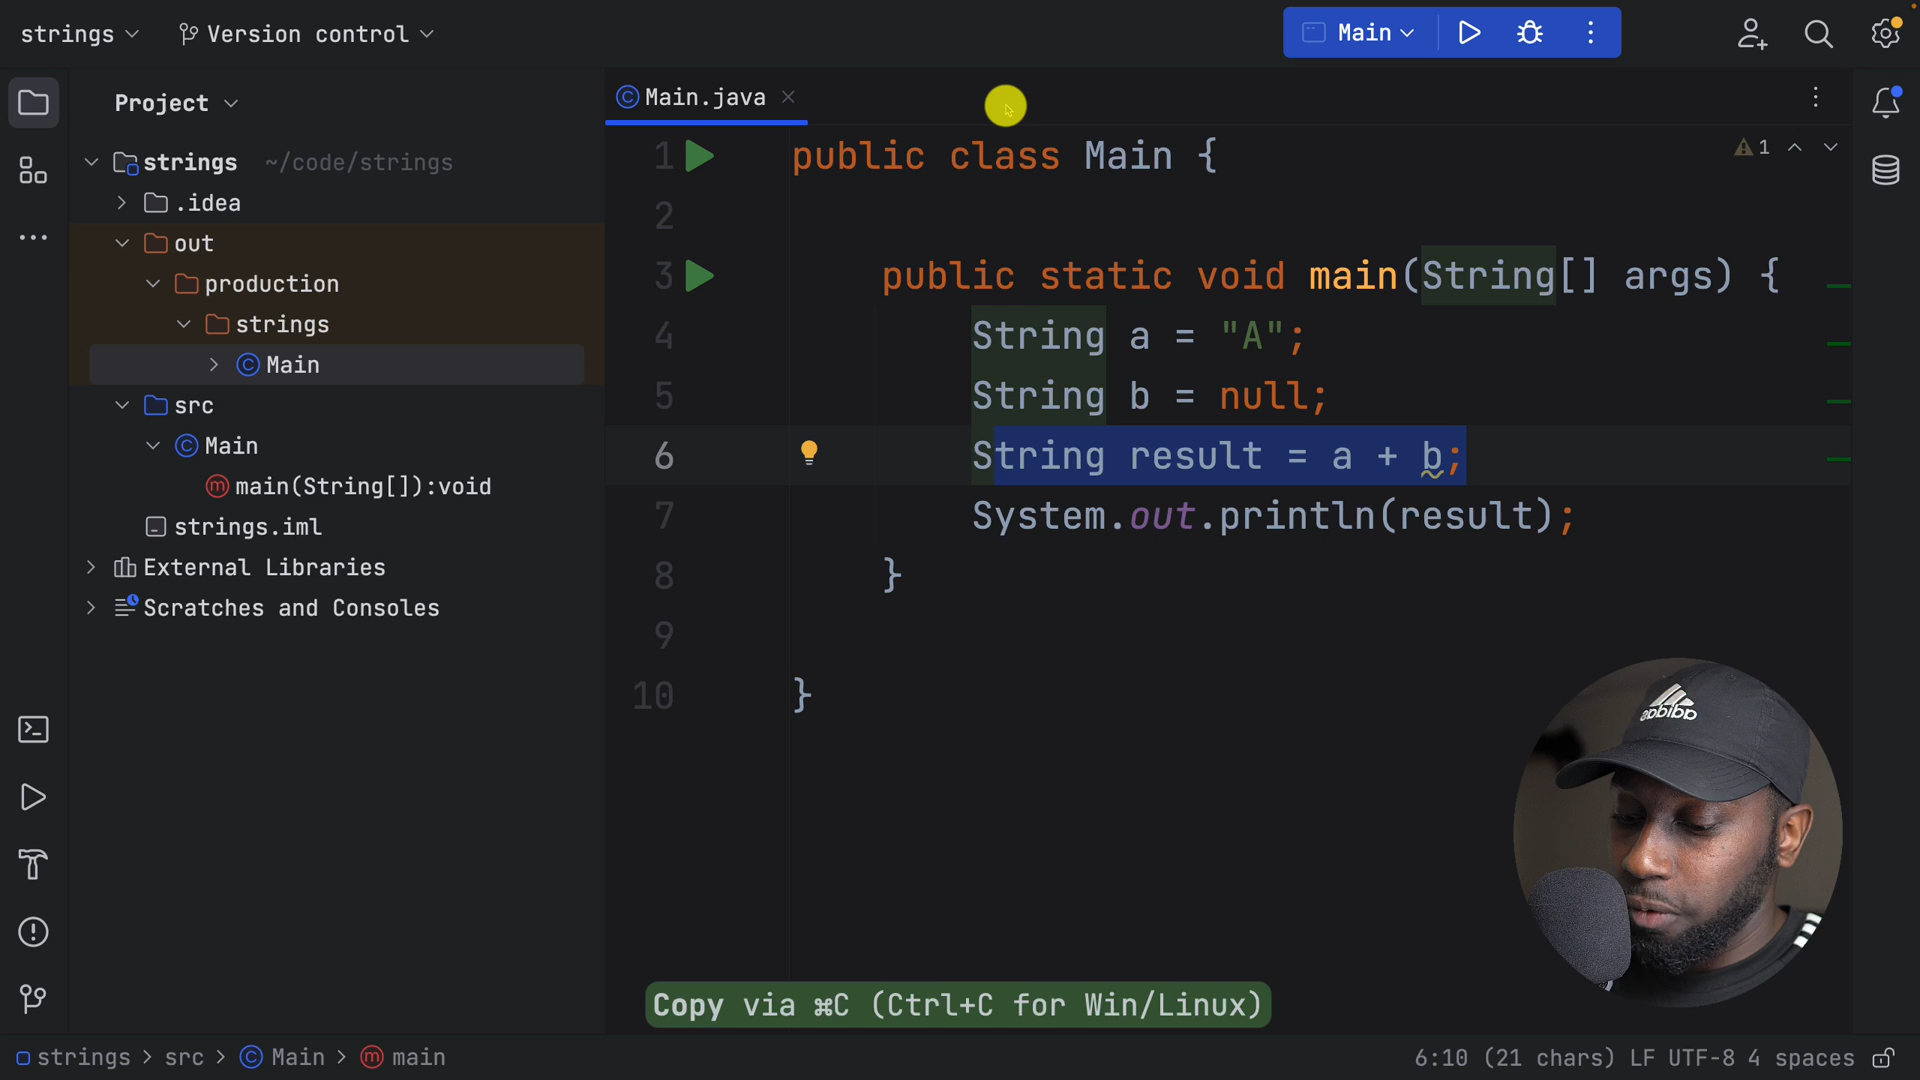 strings
Version control
Main
Project
Main.java
strings ~/code/strings
.idea
out
production
strings
Main
src
Main
main(String[]):void
strings.iml
External Libraries
Scratches and Consoles
1
1 public class Main {
2
3 public static void main(String[] args) {
4 String a = "A";
5 String b = null;
6 String result = a + b;
7 System.out.println(result);
8 }
9
10 }
adidas
Copy via ⌘C (Ctrl+C for Win/Linux)
strings > src > Main > main
6:10 (21 chars) LF UTF-8 4 spaces